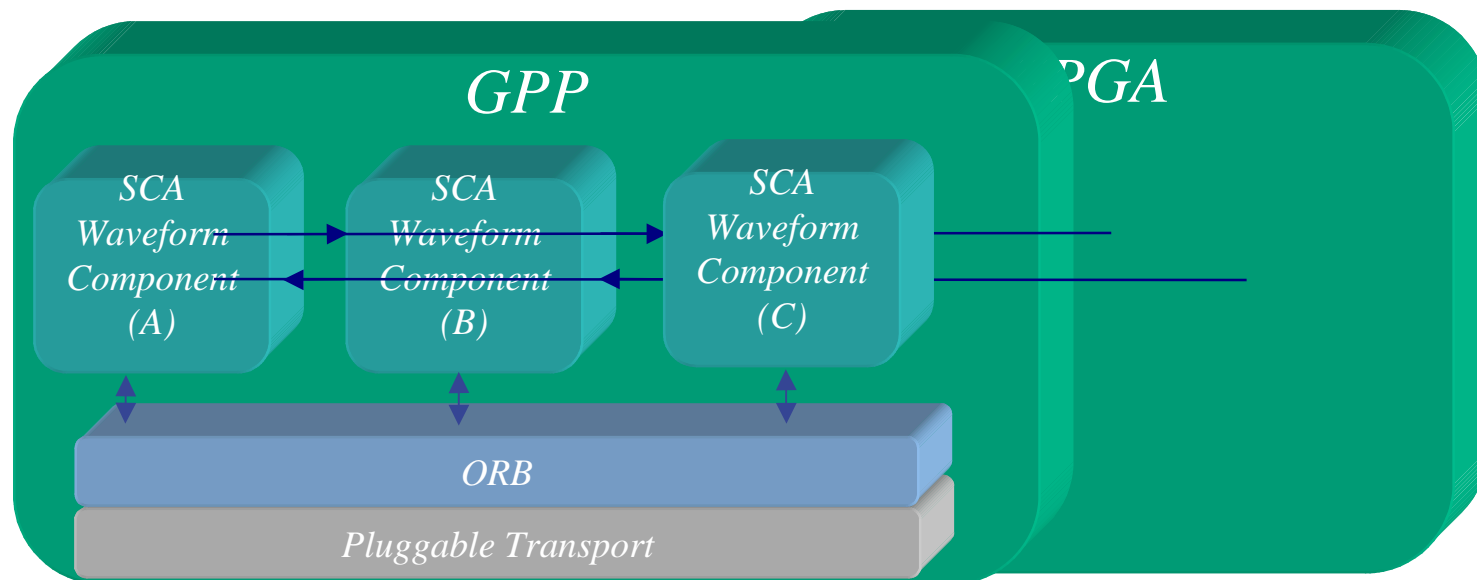 GPP
PGA
SCA
Waveform
Component
(A)
SCA
Waveform
Component
(B)
SCA
Waveform
Component
(C)
ORB
Pluggable Transport